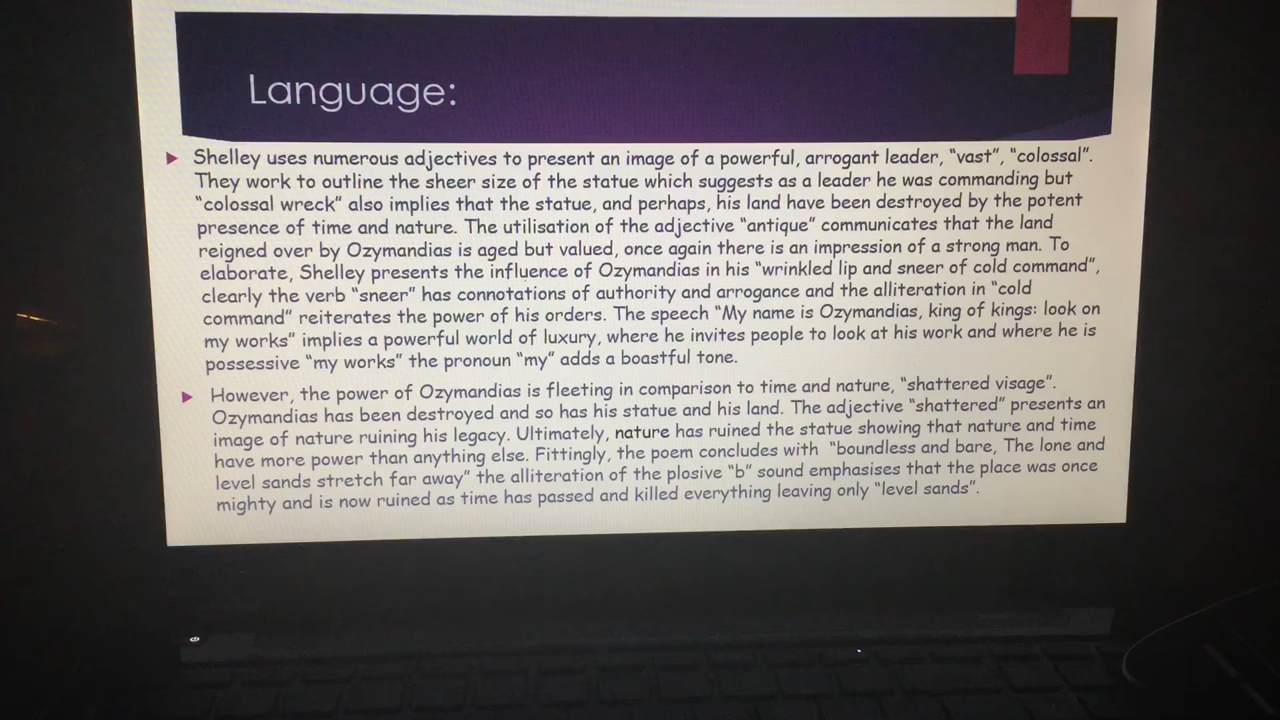 Language:
Shelley uses numerous adjectives to present an image of a powerful, arrogant leader, “vast”, “colossal”.
They work to outline the sheer size of the statue which suggests as a leader he was commanding but
“colossal wreck” also implies that the statue, and perhaps, his land have been destroyed by the potent
presence of time and nature. The utilisation of the adjective “antique” communicates that the land
reigned over by Ozymandias is aged but valued, once again there is an impression of a strong man. To
elaborate, Shelley presents the influence of Ozymandias in his “wrinkled lip and sneer of cold command”,
clearly the verb “sneer” has connotations of authority and arrogance and the alliteration in “cold
command” reiterates the power of his orders. The speech “My name is Ozymandias, king of kings: look on
my works” implies a powerful world of luxury, where he invites people to look at his work and where he is
possessive “my works” the pronoun “my” adds a boastful tone.
However, the power of Ozymandias is fleeting in comparison to time and nature, “shattered visage”.
Ozymandias has been destroyed and so has his statue and his land. The adjective “shattered” presents an
image of nature ruining his legacy. Ultimately, nature has ruined the statue showing that nature and time
have more power than anything else. Fittingly, the poem concludes with “boundless and bare, The lone and
level sands stretch far away” the alliteration of the plosive “b” sound emphasises that the place was once
mighty and is now ruined as time has passed and killed everything leaving only “level sands”.